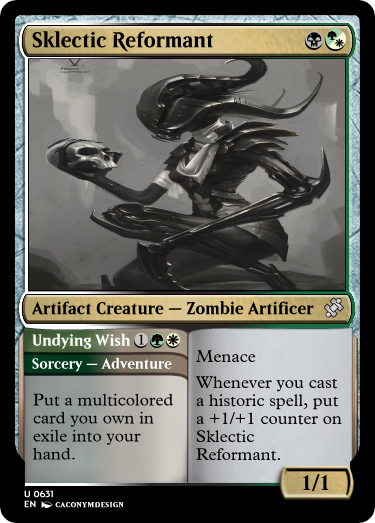 Sklectic Reformant
Artifact Creature — Zombie Artificer
Undying Wish 1
Sorcery — Adventure
Put a multicolored
card you own in
exile into your
hand.
Menace
Whenever you cast
a historic spell, put
a +1/+1 counter on
Sklectic
Reformant.
1/1
U 0631
EN CACONYMDESIGN